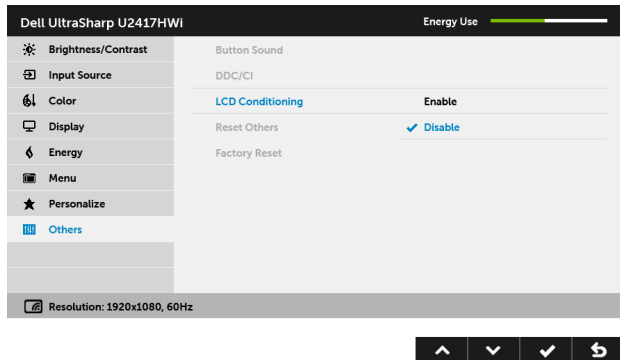 Dell UltraSharp U2417HWi
Energy Use
Brightness/Contrast
Button Sound
Input Source
DDC/CI
Color
LCD Conditioning
Enable
Display
Reset Others
Disable
Energy
Factory Reset
Menu
Personalize
Others
Resolution: 1920x1080, 60Hz